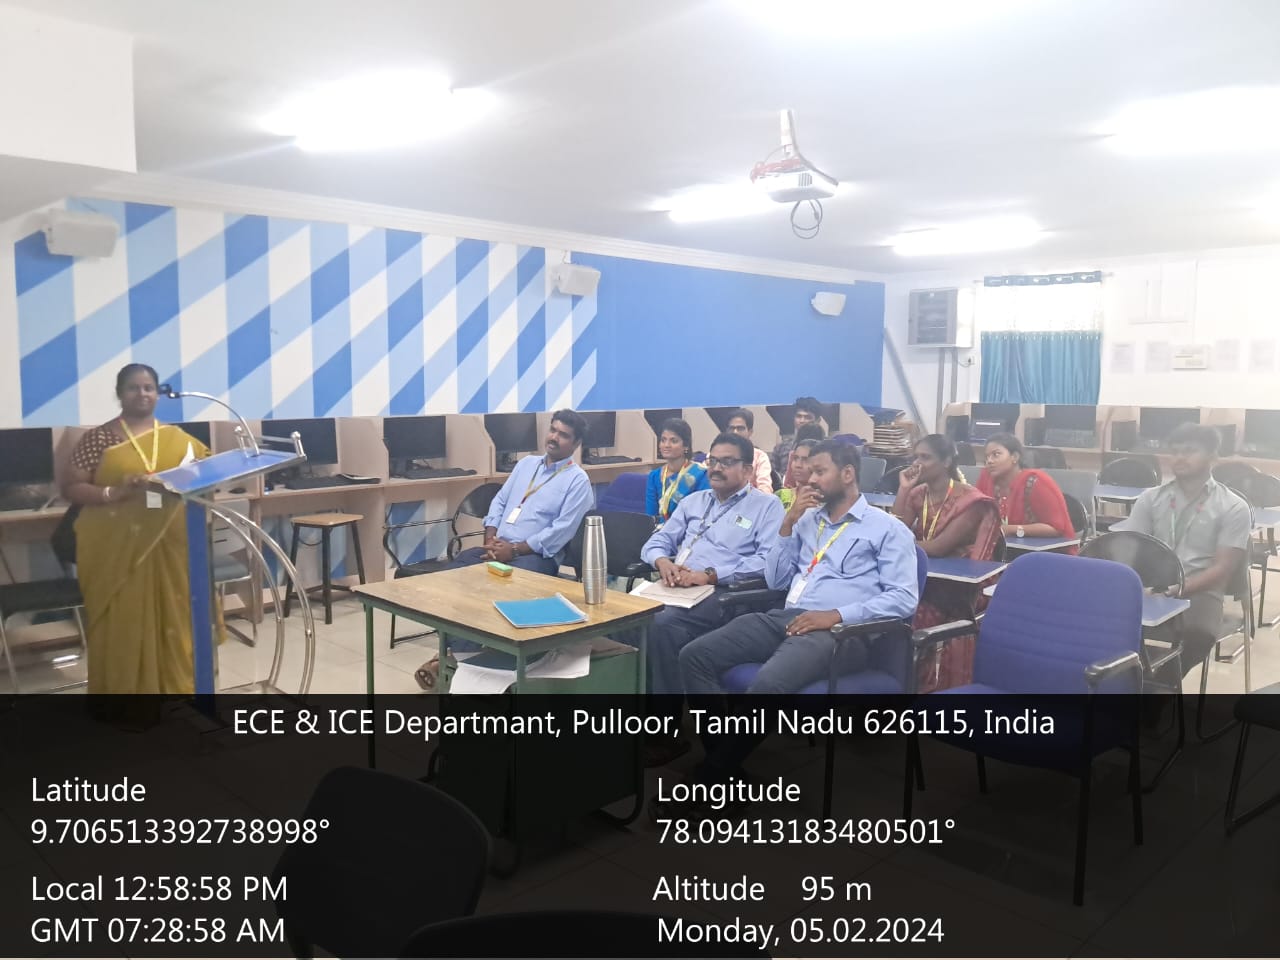 ECE & ICE Departmant, Pulloor, Tamil Nadu 626115, India
Latitude
9.706513392738998°
Longitude
78.09413183480501°
Local 12:58:58 PM
GMT 07:28:58 AM
Altitude 95 m
Monday, 05.02.2024